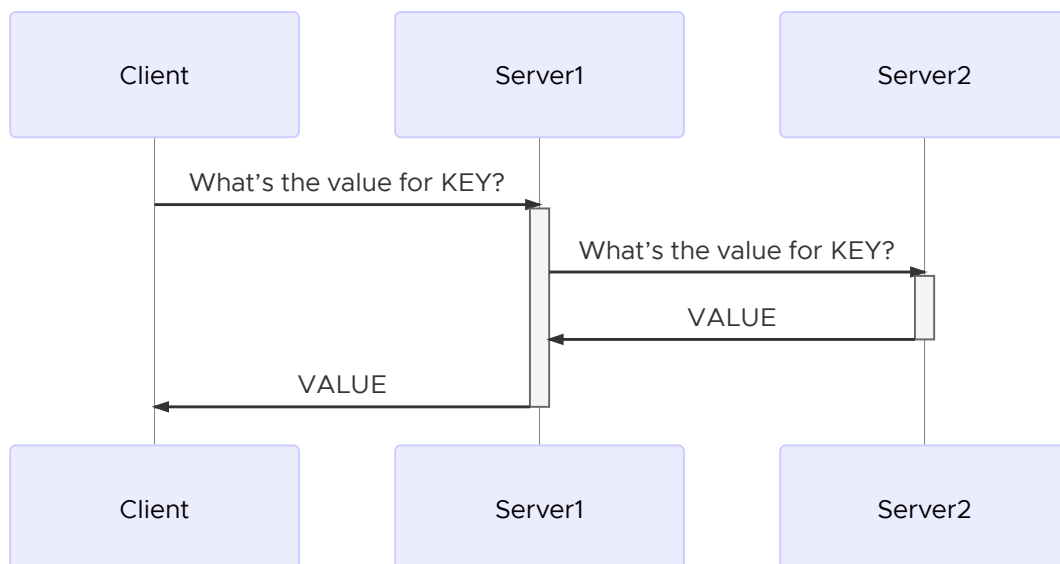 Client
Server1
Server2
What’s the value for KEY?
What’s the value for KEY?
VALUE
VALUE
Client
Server1
Server2